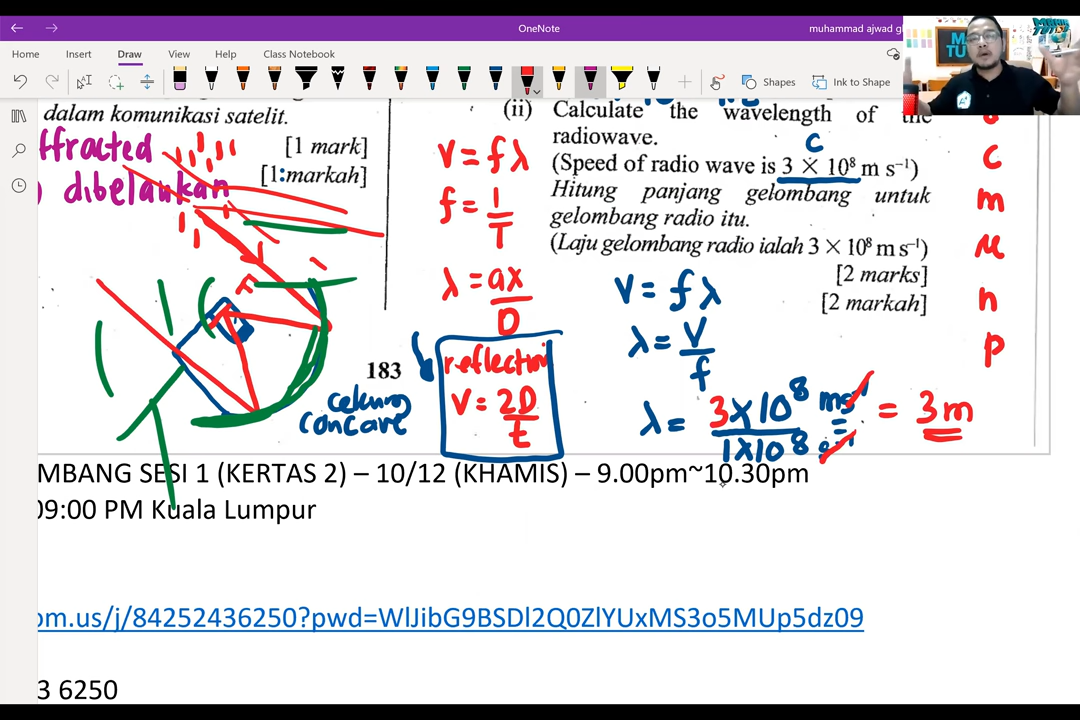 OneNote
muhammad ajwad g
Home Insert Draw View Help Class Notebook
Shapes Ink to Shape
dalam komunikasi satelit.
[1 mark]
[1 markah]
ffracted
dibelaukan
V = fλ
f = 1/T
λ = ax/D
reflection
V = 2D/t
183
cekung
concave
(ii) Calculate the wavelength of the
radiowave.
C
(Speed of radio wave is 3 × 10⁸ m s⁻¹)
Hitung panjang gelombang untuk
gelombang radio itu.
(Laju gelombang radio ialah 3 × 10⁸ m s⁻¹)
[2 marks]
[2 markah]
V = fλ
λ = V/f
λ = 3×10⁸ / 1×10⁸ = 3m
c
m
μ
n
p
MBANG SESI 1 (KERTAS 2) – 10/12 (KHAMIS) – 9.00pm~10.30pm
09:00 PM Kuala Lumpur
om.us/j/84252436250?pwd=WlJibG9BSDl2Q0ZlYUxMS3o5MUp5dz09
3 6250